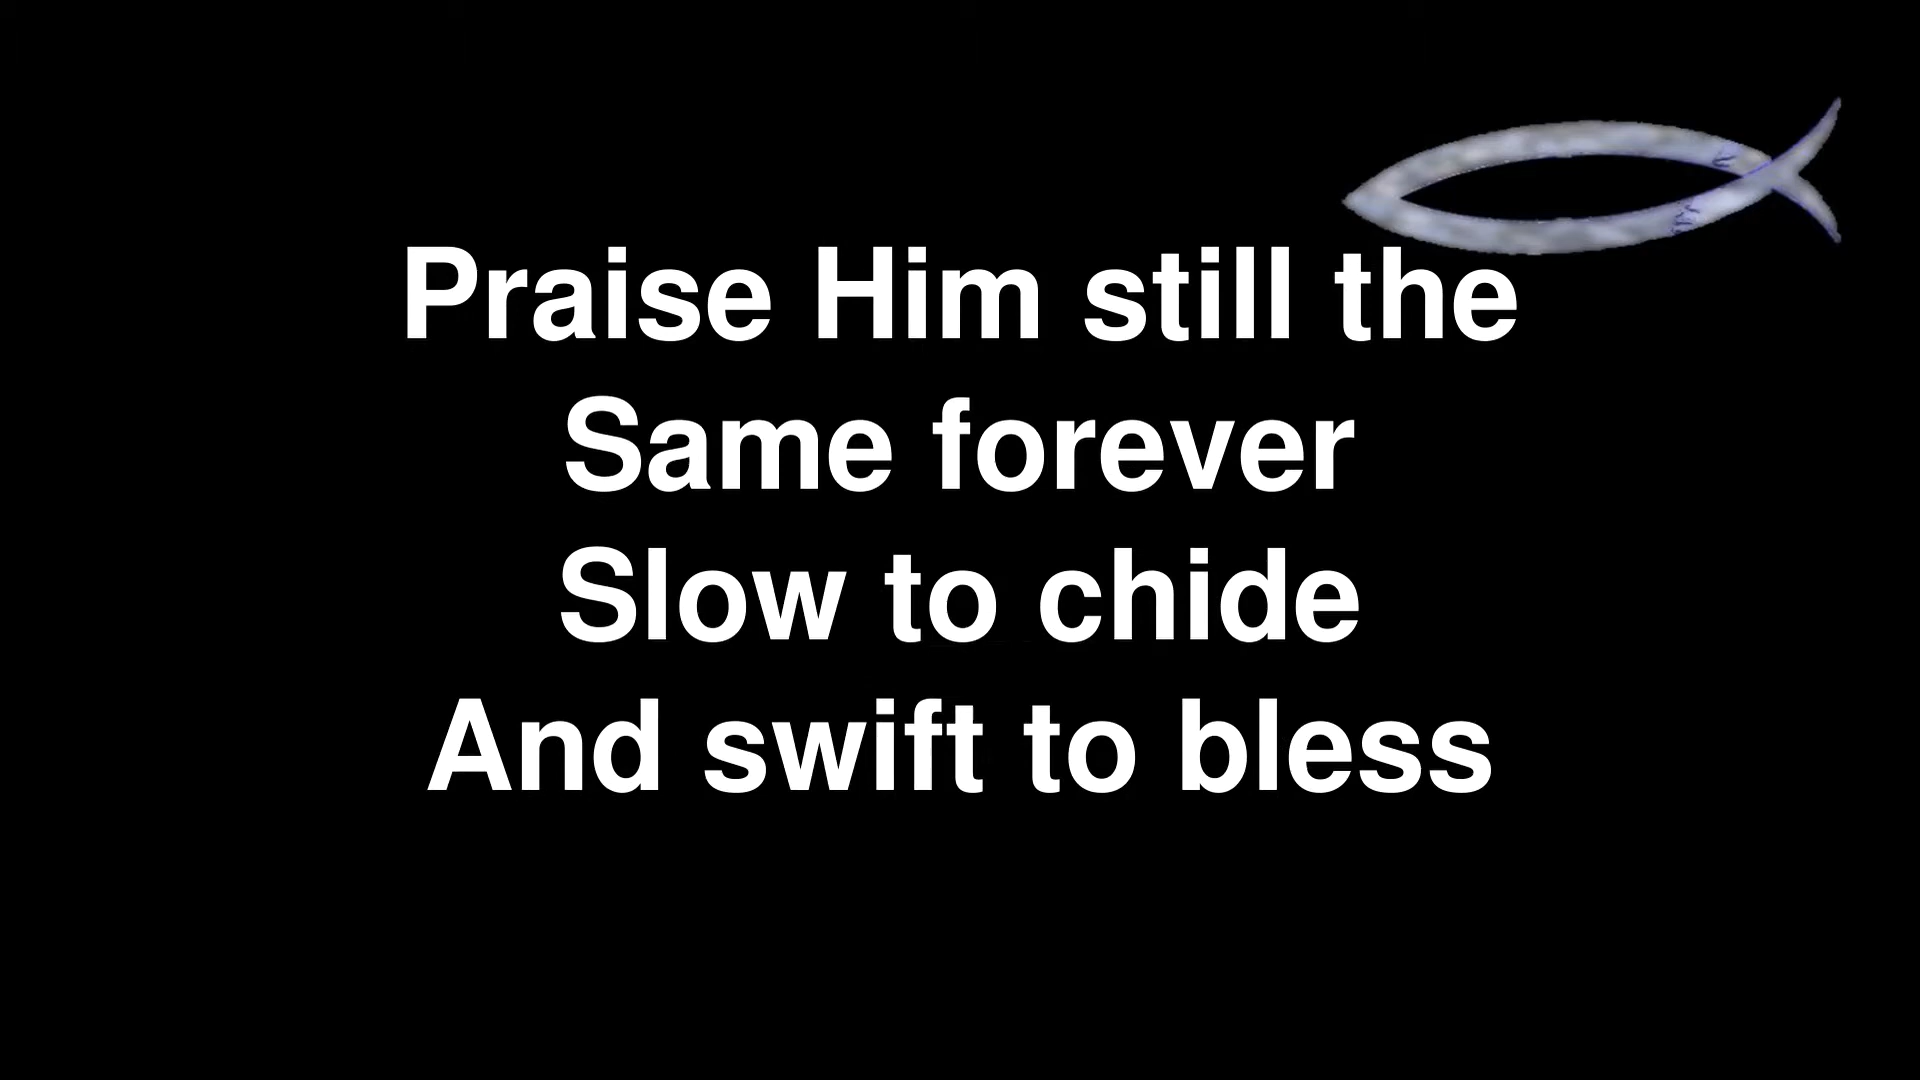 Praise Him still the
Same forever
Slow to chide
And swift to bless